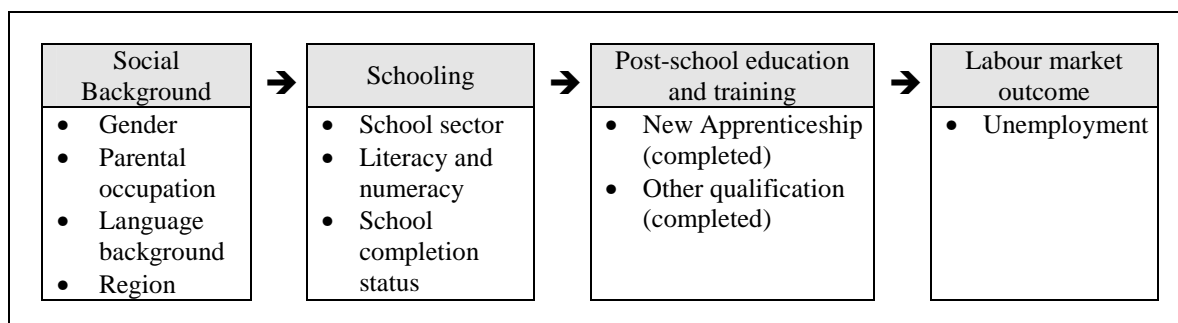 Social
Background
• Gender
• Parental
occupation
• Language
background
• Region
➔
Schooling
• School sector
• Literacy and
numeracy
• School
completion
status
➔
Post-school education
and training
• New Apprenticeship
(completed)
• Other qualification
(completed)
➔
Labour market
outcome
• Unemployment